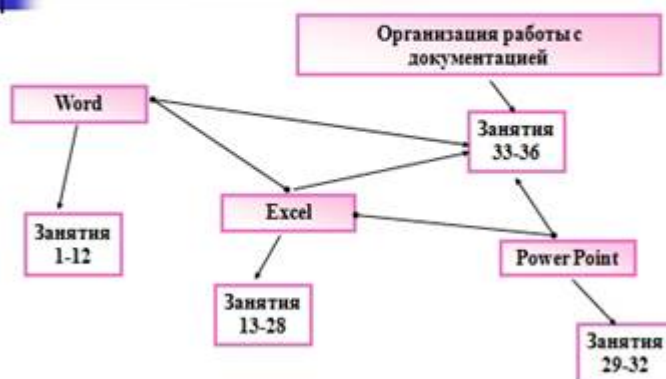 Организация работы с
документацией
Word
Занятия
33-36
Excel
Занятия
1-12
Power Point
Занятия
13-28
Занятия
29-32